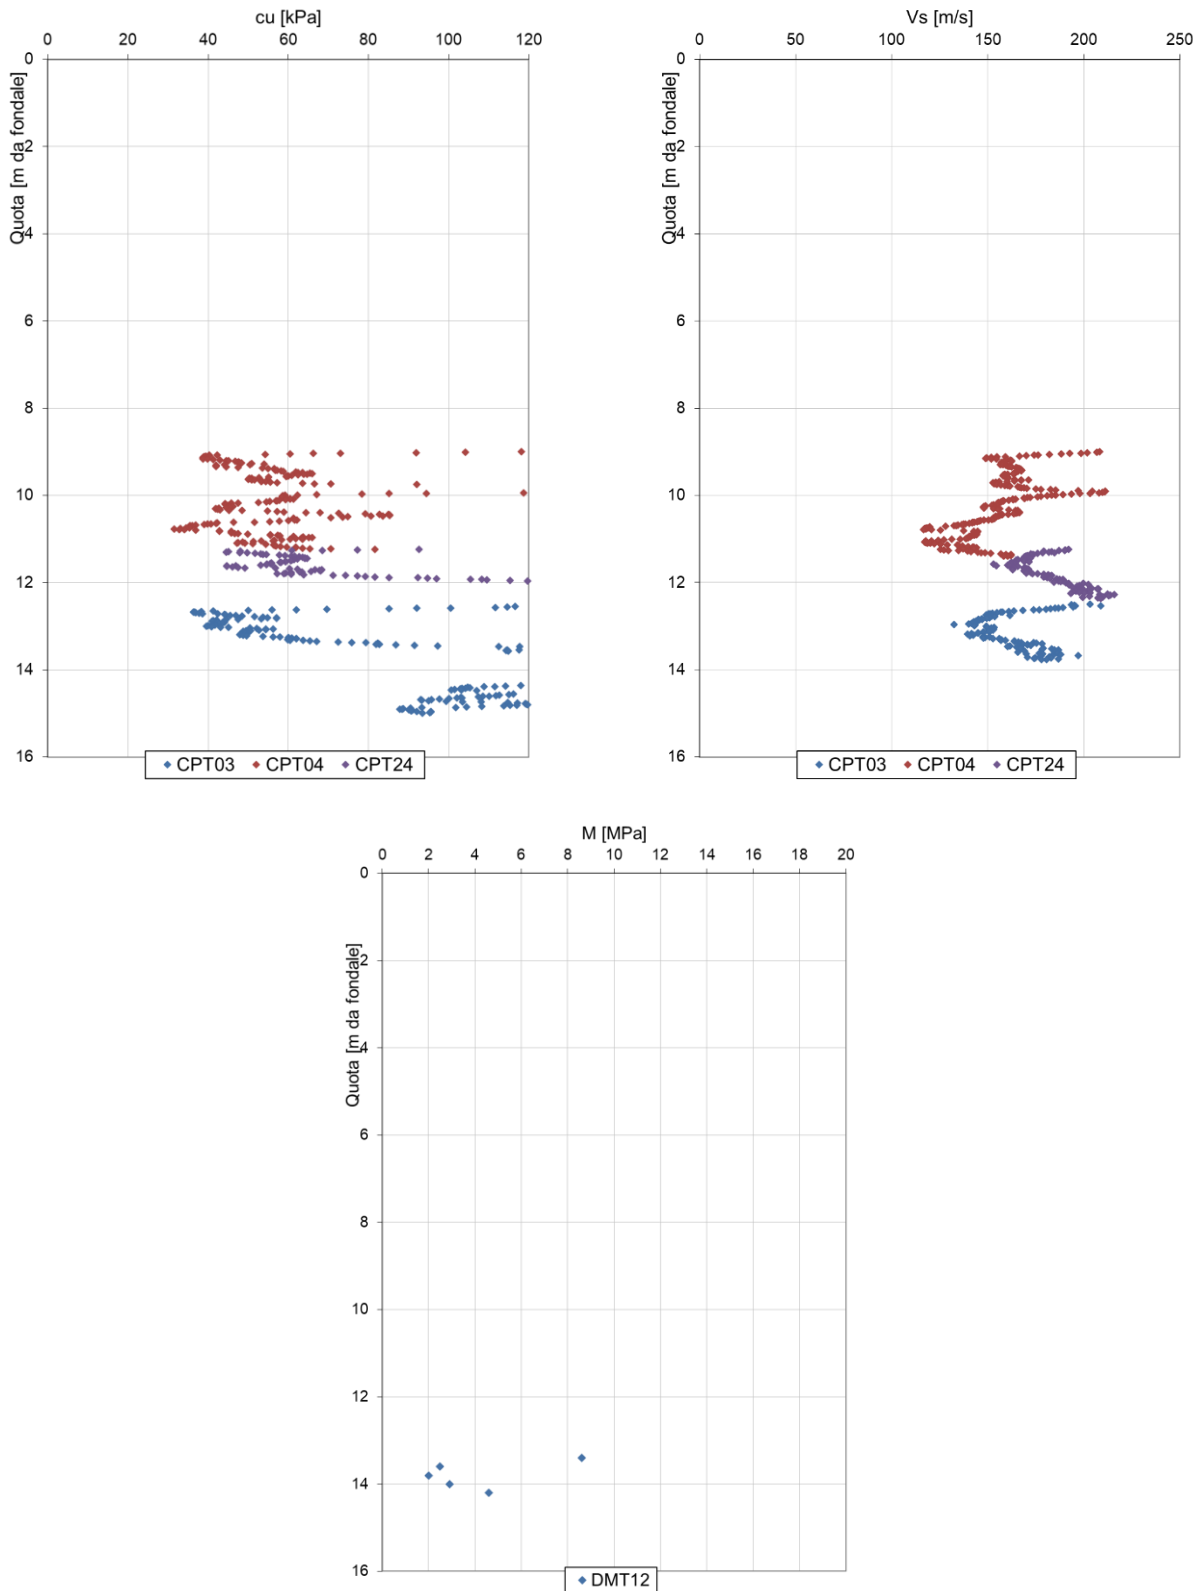 cu [kPa]
0 20 40 60 80 100 120
Quota [m da fondale]
0
2
4
6
8
10
12
14
16
CPT03 CPT04 CPT24
Vs [m/s]
0 50 100 150 200 250
Quota [m da fondale]
0
2
4
6
8
10
12
14
16
CPT03 CPT04 CPT24
M [MPa]
0 2 4 6 8 10 12 14 16 18 20
Quota [m da fondale]
0
2
4
6
8
10
12
14
16
DMT12